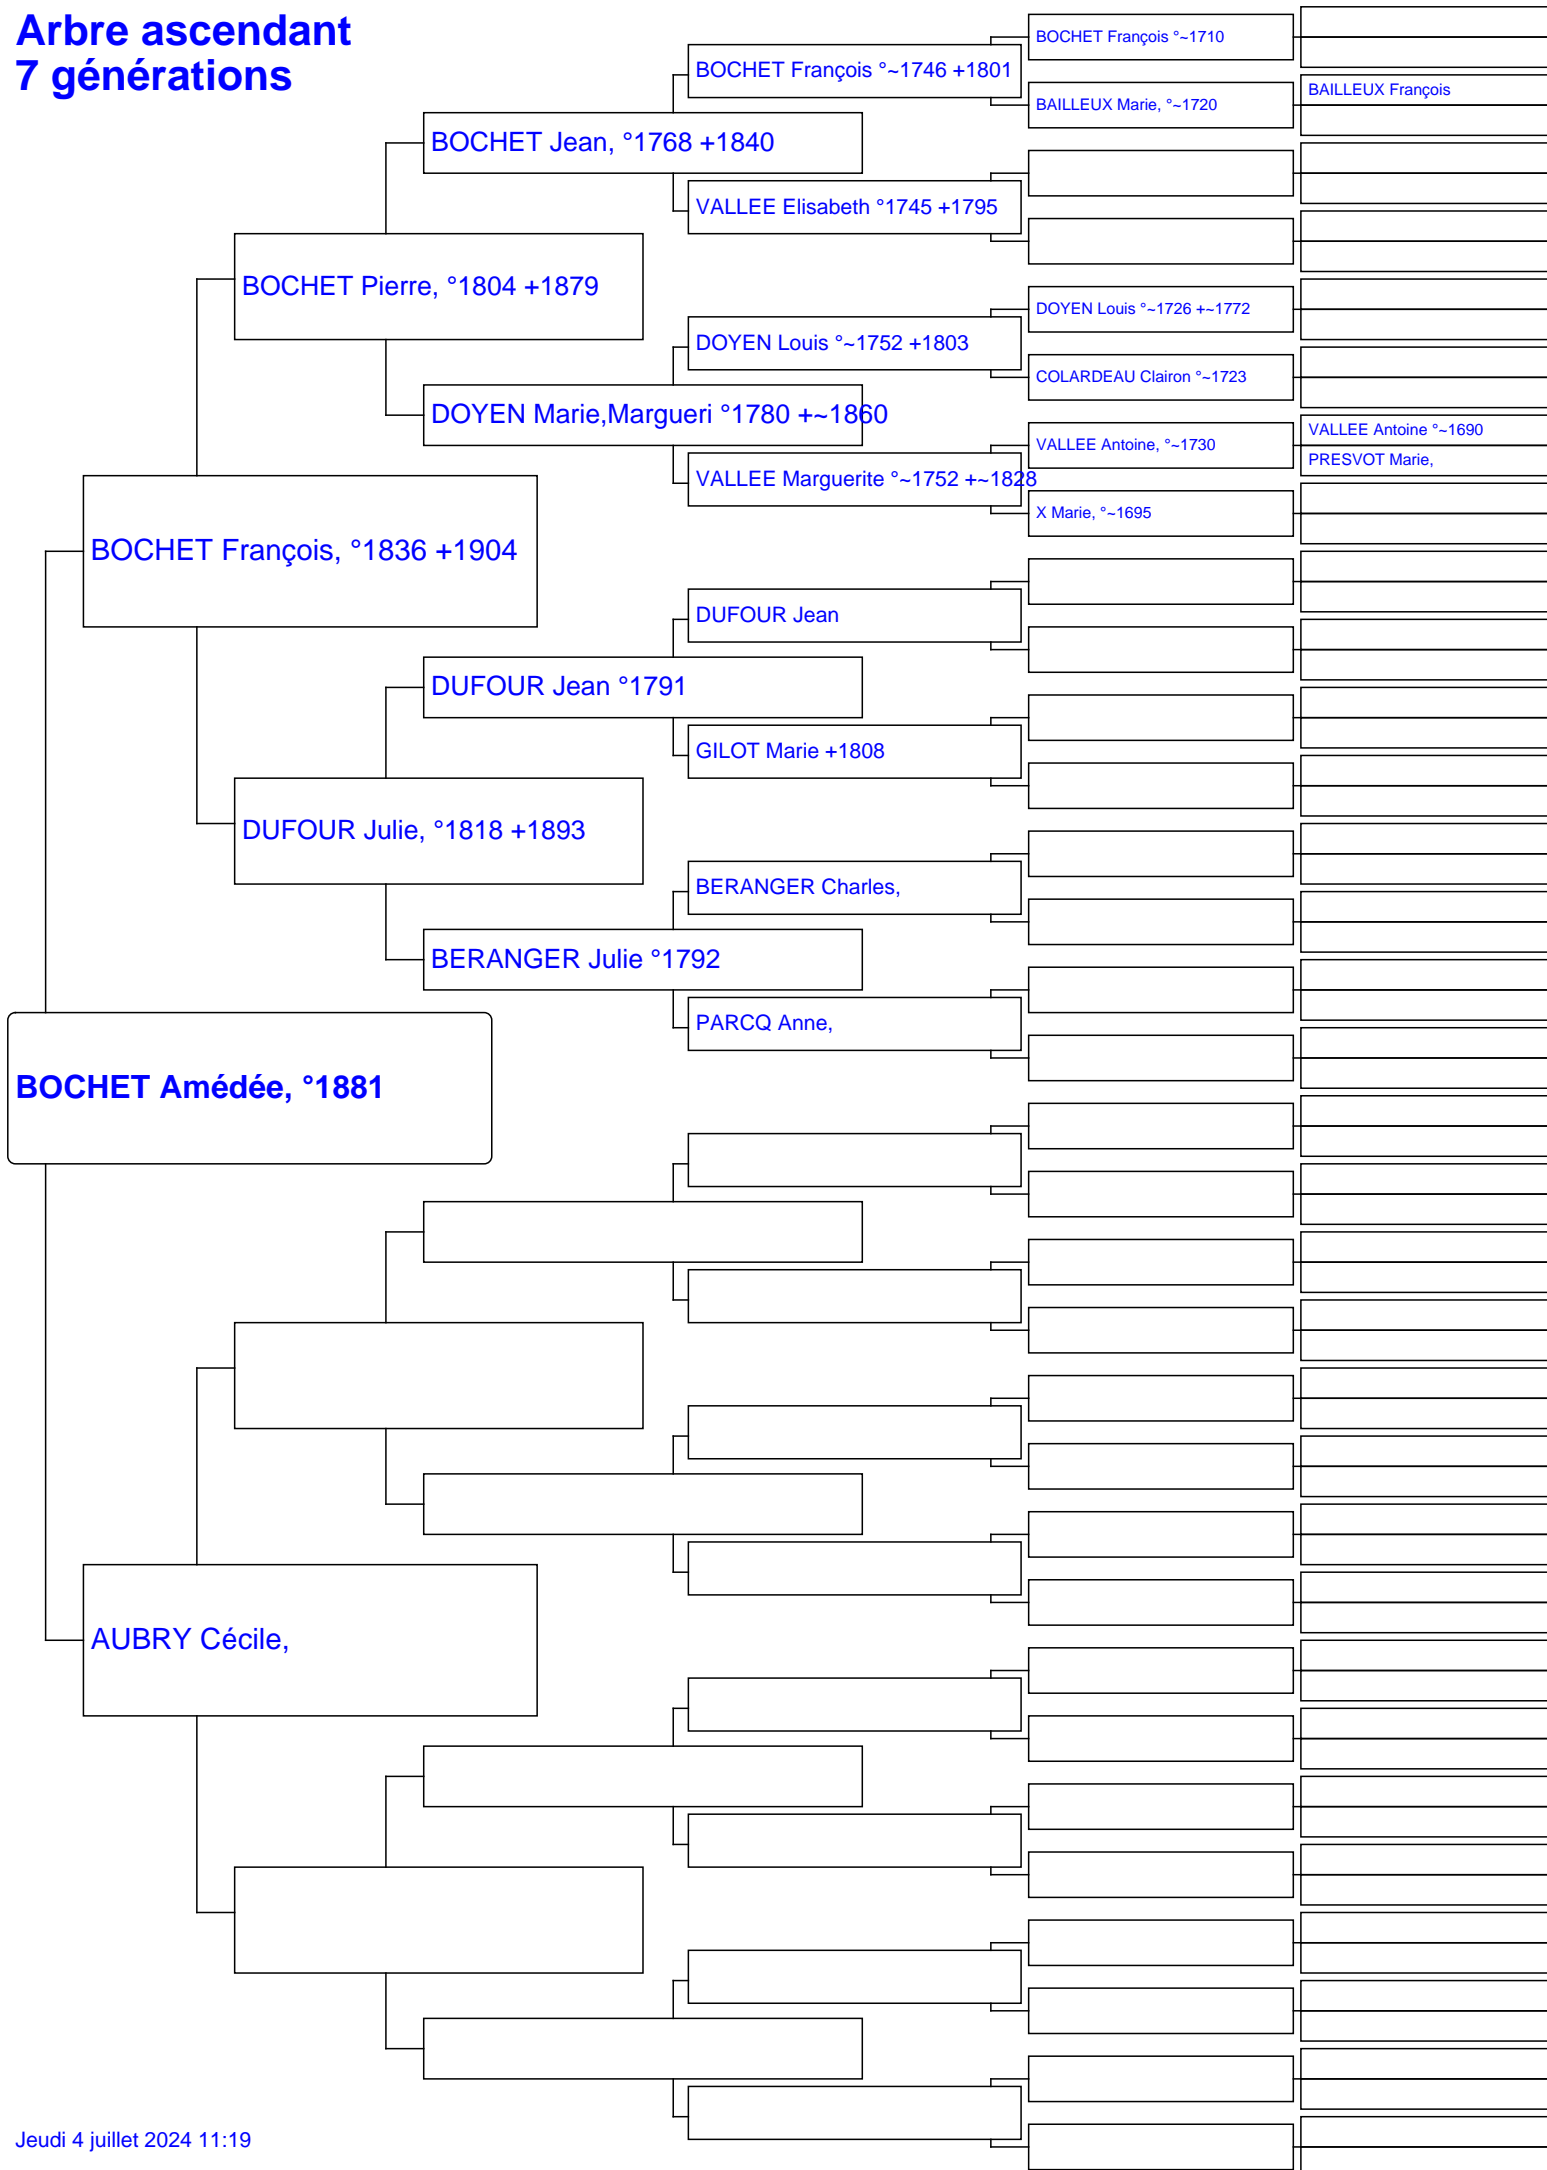 Arbre ascendant
7 générations
BOCHET François °~1710
BOCHET François °~1746 +1801
BAILLEUX François
BAILLEUX Marie, °~1720
BOCHET Jean, °1768 +1840
VALLEE Elisabeth °1745 +1795
BOCHET Pierre, °1804 +1879
DOYEN Louis °~1726 +~1772
DOYEN Louis °~1752 +1803
COLARDEAU Clairon °~1723
DOYEN Marie,Margueri °1780 +~1860
VALLEE Antoine °~1690
VALLEE Antoine, °~1730
PRESVOT Marie,
VALLEE Marguerite °~1752 +~1828
X Marie, °~1695
BOCHET François, °1836 +1904
DUFOUR Jean
DUFOUR Jean °1791
GILOT Marie +1808
DUFOUR Julie, °1818 +1893
BERANGER Charles,
BERANGER Julie °1792
PARCQ Anne,
BOCHET Amédée, °1881
AUBRY Cécile,
Jeudi 4 juillet 2024 11:19